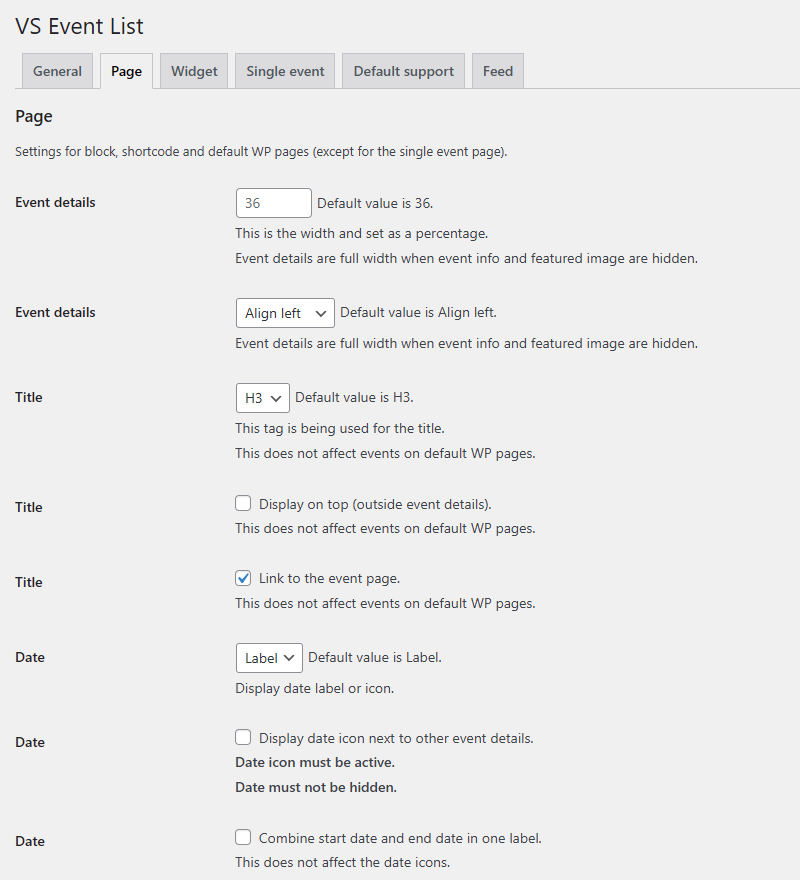 VS Event List
General Page Widget Single event Default support Feed
Page
Settings for block, shortcode and default WP pages (except for the single event page).
Event details 36 Default value is 36.
This is the width and set as a percentage.
Event details are full width when event info and featured image are hidden.
Event details Align left Default value is Align left.
Event details are full width when event info and featured image are hidden.
Title H3 Default value is H3.
This tag is being used for the title.
This does not affect events on default WP pages.
Title Display on top (outside event details).
This does not affect events on default WP pages.
Title Link to the event page.
This does not affect events on default WP pages.
Date Label Default value is Label.
Display date label or icon.
Date Display date icon next to other event details.
Date icon must be active.
Date must not be hidden.
Date Combine start date and end date in one label.
This does not affect the date icons.